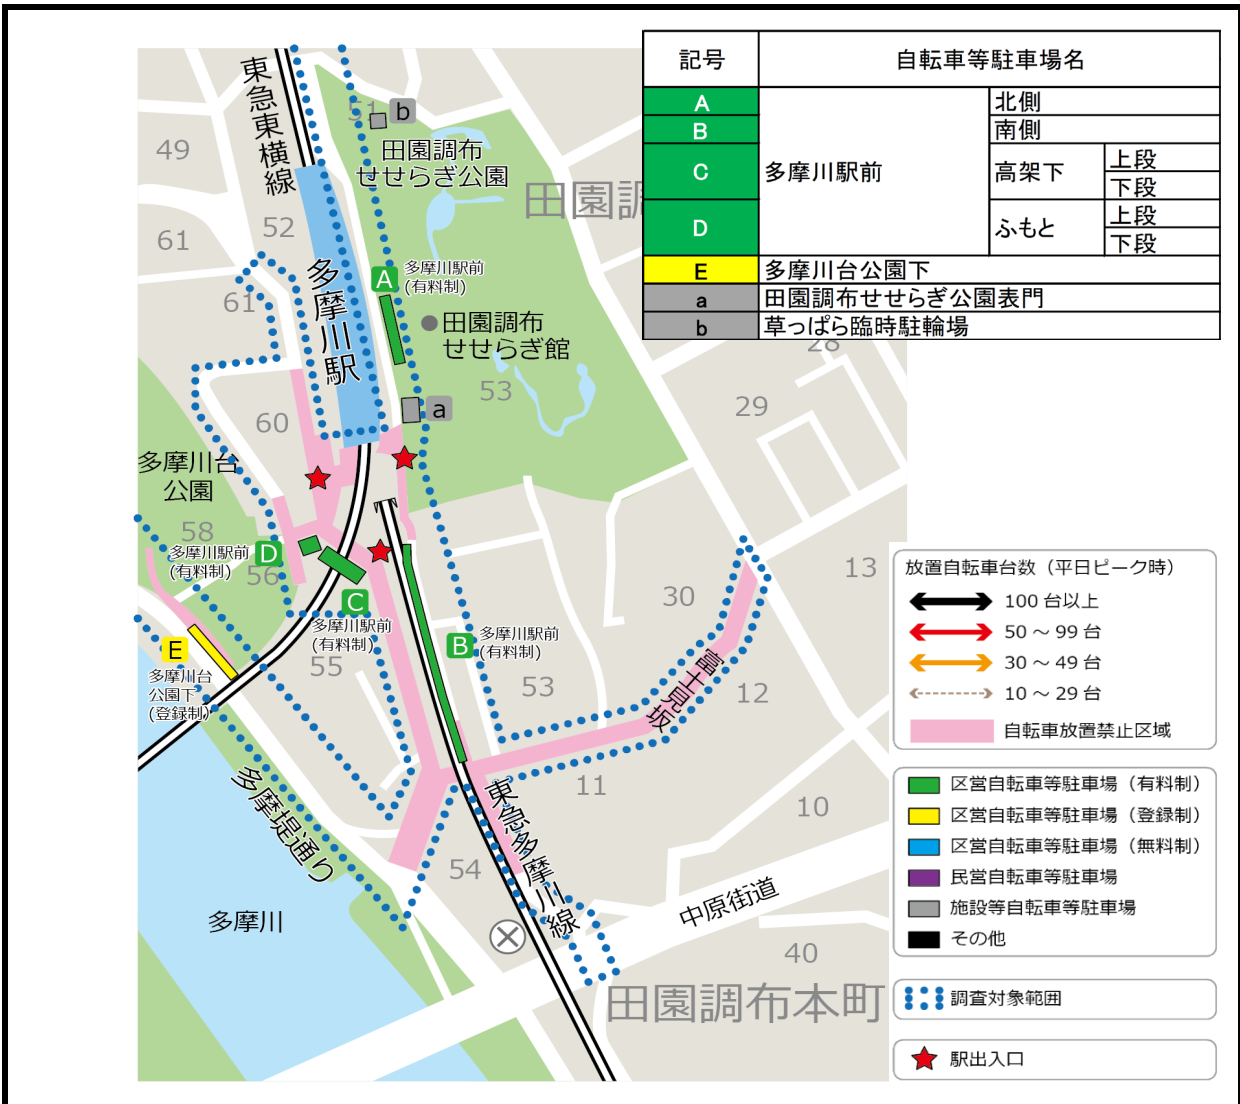 記号
自転車等駐車場名
A
多摩川駅前
北側
B
南側
C
高架下
上段
下段
D
ふもと
上段
下段
E
多摩川台公園下
a
田園調布せせらぎ公園表門
b
草っぱら臨時駐輪場
東急東横線
51
b
49
田園調布
せせらぎ公園
田園調
52
61
多摩川駅
A
多摩川駅前
(有料制)
61
田園調布
せせらぎ館
28
53
a
29
60
多摩川台
公園
58
多摩川駅前
(有料制)
D
56
C
多摩川駅前
(有料制)
13
30
E
多摩川台
公園下
(登録制)
B
多摩川駅前
(有料制)
55
53
富士見坂
12
11
多摩堤通り
東急多摩川線
10
54
中原街道
多摩川
40
田園調布本町
放置自転車台数（平日ピーク時）
100 台以上
50 ～ 99 台
30 ～ 49 台
10 ～ 29 台
自転車放置禁止区域
区営自転車等駐車場（有料制）
区営自転車等駐車場（登録制）
区営自転車等駐車場（無料制）
民営自転車等駐車場
施設等自転車等駐車場
その他
調査対象範囲
駅出入口